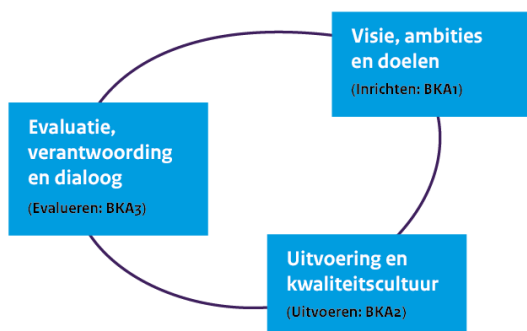 Visie, ambities
en doelen
(Inrichten: BKA1)
Evaluatie,
verantwoording
en dialoog
(Evalueren: BKA3)
Uitvoering en
kwaliteitscultuur
(Uitvoeren: BKA2)